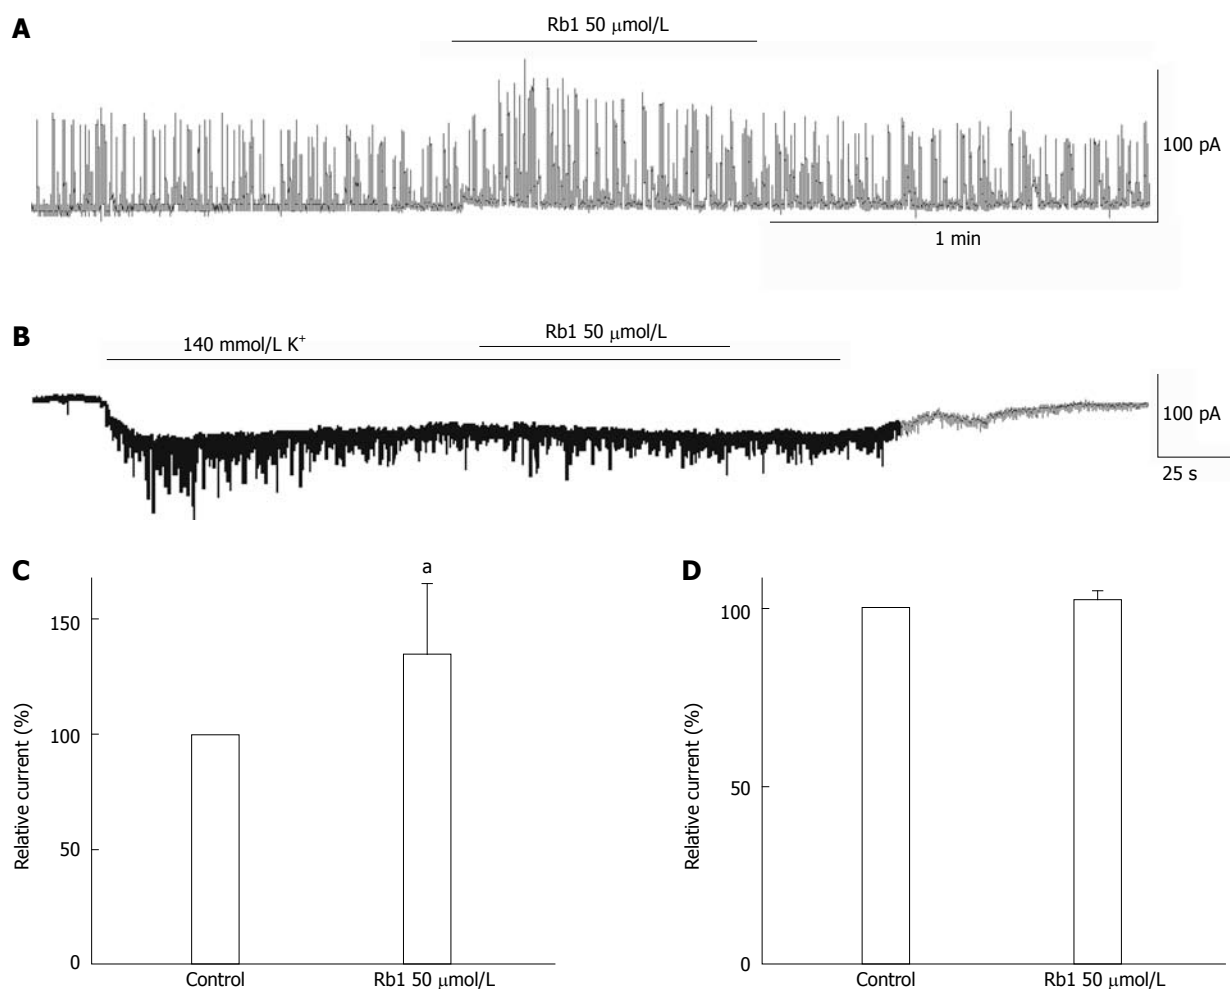 A
Rb1 50 μmol/L
100 pA
1 min
B
140 mmol/L K⁺
Rb1 50 μmol/L
100 pA
25 s
C
a
150
100
50
0
Relative current (%)
Control
Rb1 50 μmol/L
D
100
50
0
Relative current (%)
Control
Rb1 50 μmol/L